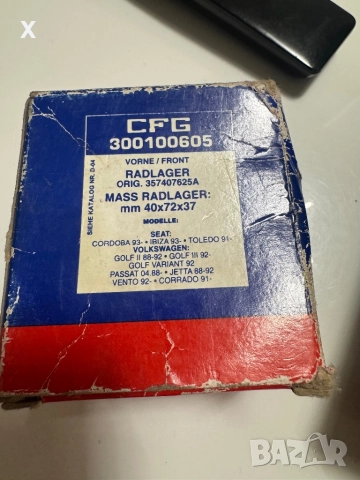 X
CFG
300100605
SIEHE KATALOG NR. D-04
VORNE / FRONT
RADLAGER
ORIG. 357407625A
MASS RADLAGER:
mm 40x72x37
MODELLE:
SEAT:
CORDOBA 93- • IBIZA 93- • TOLEDO 91-
VOLKSWAGEN:
GOLF II 88-92 • GOLF III 92-
GOLF VARIANT 92
PASSAT 04.88- • JETTA 88-92
VENTO 92- • CORRADO 91-
BAZAR